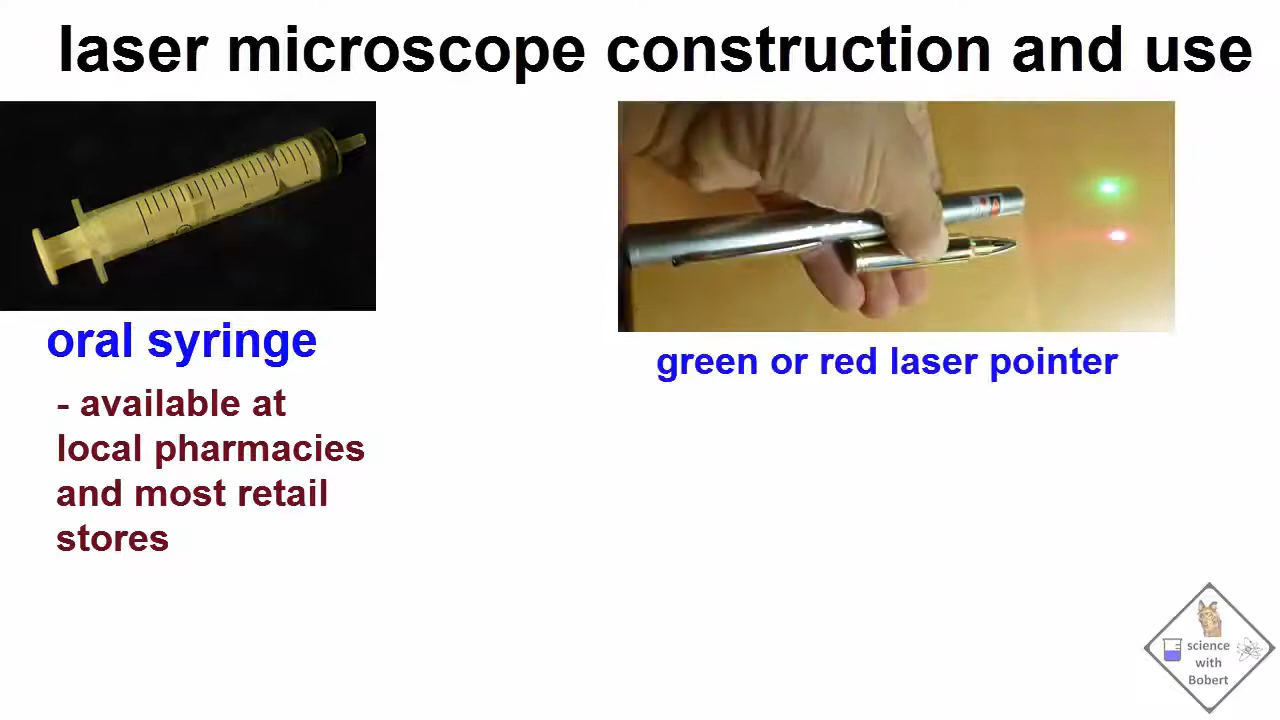 laser microscope construction and use
oral syringe
- available at
local pharmacies
and most retail
stores
green or red laser pointer
science
with
Bobert